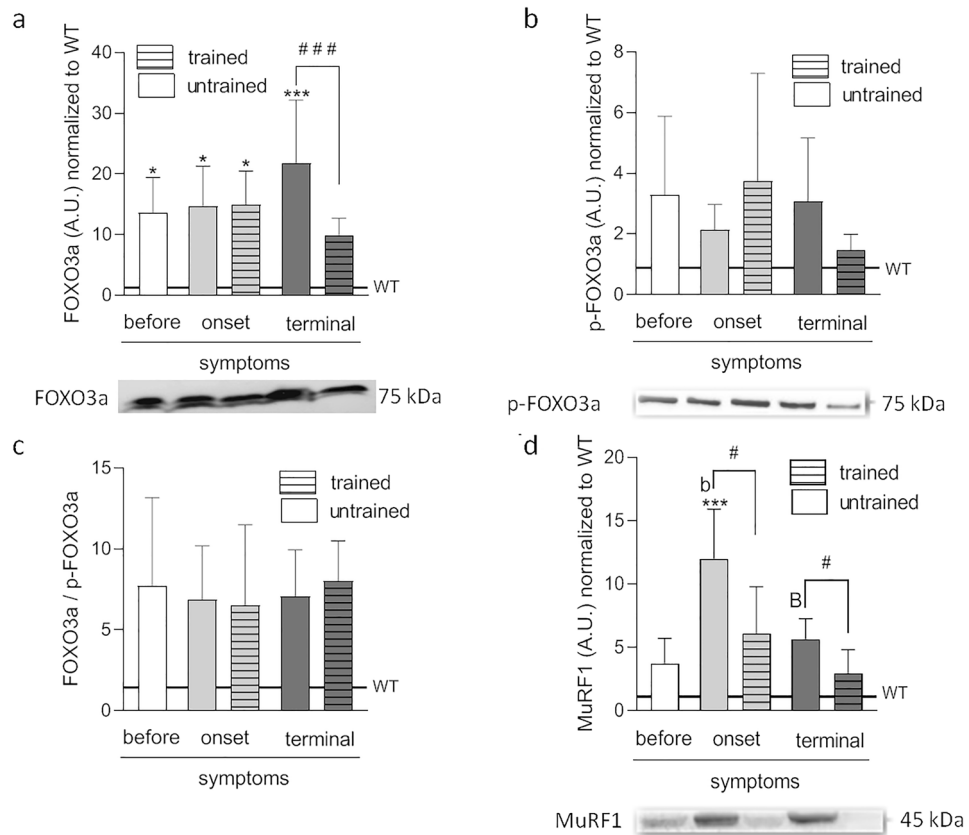 a
FOXO3a (A.U.) normalized to WT
40
30
20
10
0
trained
untrained
# # #
***
*
*
*
WT
before onset terminal
symptoms
FOXO3a 75 kDa
b
p-FOXO3a (A.U.) normalized to WT
8
6
4
2
0
trained
untrained
WT
before onset terminal
symptoms
p-FOXO3a 75 kDa
c
FOXO3a / p-FOXO3a
15
10
5
0
trained
untrained
WT
before onset terminal
symptoms
d
MuRF1 (A.U.) normalized to WT
20
15
10
5
0
trained
untrained
#
b
***
#
B
WT
before onset terminal
symptoms
MuRF1 45 kDa